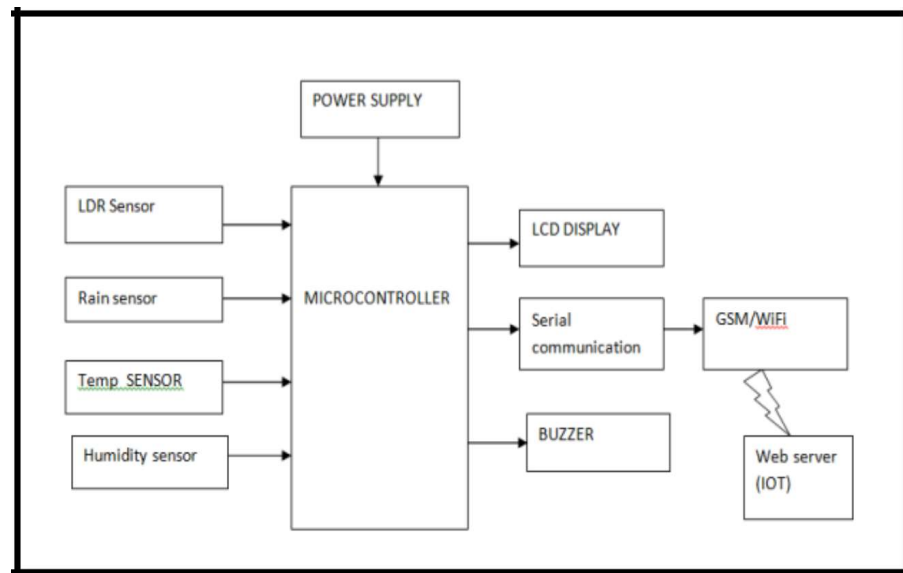 POWER SUPPLY
LDR Sensor
LCD DISPLAY
Rain sensor
MICROCONTROLLER
Serial
communication
GSM/WiFi
Temp SENSOR
BUZZER
Humidity sensor
Web server
(IOT)